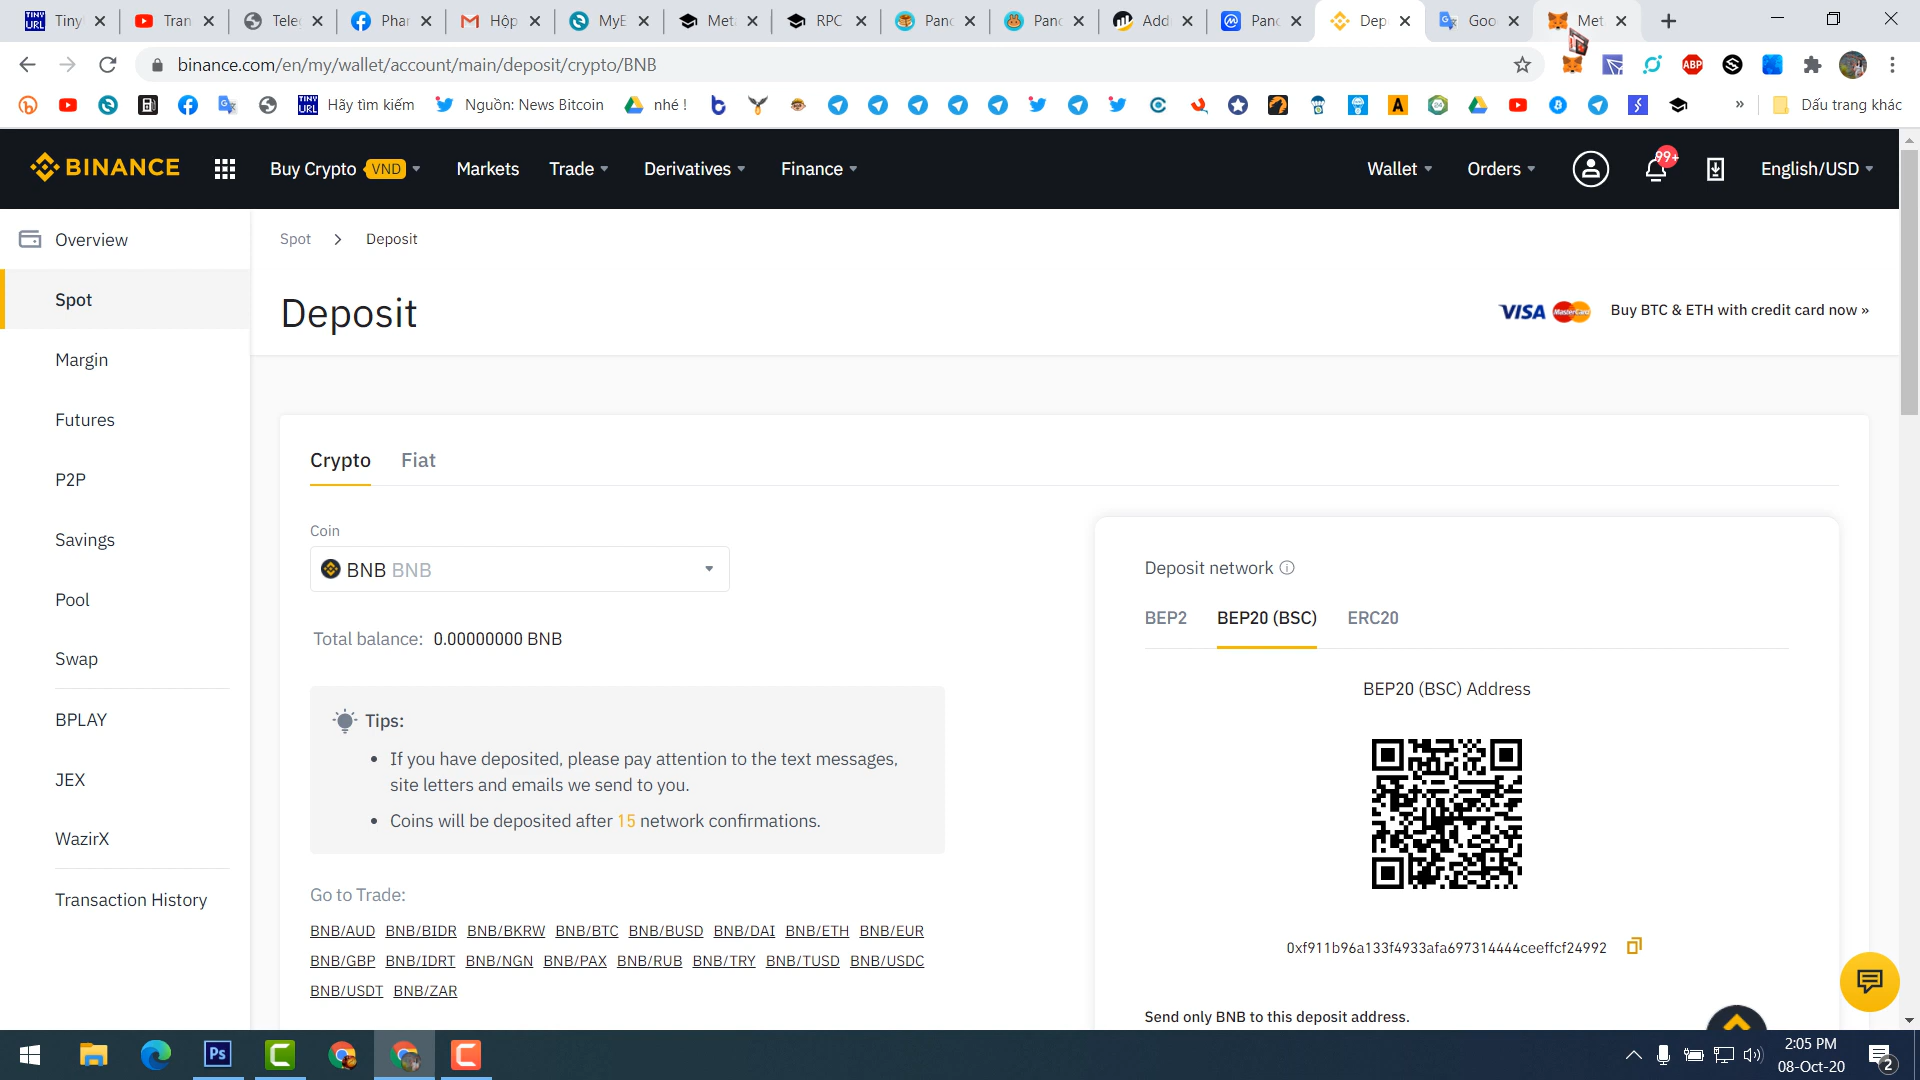 Tiny
Tran
Telec
Phar
Hộp
MyE
Meta
RPC
Panc
Panc
Add
Panc
Dep
Goo
Met
binance.com/en/my/wallet/account/main/deposit/crypto/BNB
ABP
Hãy tìm kiếm
Nguồn: News Bitcoin
nhé !
Dấu trang khác
BINANCE
Buy Crypto VND
Markets
Trade
Derivatives
Finance
Wallet
Orders
99+
English/USD
Overview
Spot
Margin
Futures
P2P
Savings
Pool
Swap
BPLAY
JEX
WazirX
Transaction History
Spot > Deposit
Deposit
VISA MasterCard Buy BTC & ETH with credit card now »
Crypto Fiat
Coin
BNB BNB
Total balance: 0.00000000 BNB
Tips:
• If you have deposited, please pay attention to the text messages,
site letters and emails we send to you.
• Coins will be deposited after 15 network confirmations.
Go to Trade:
BNB/AUD BNB/BIDR BNB/BKRW BNB/BTC BNB/BUSD BNB/DAI BNB/ETH BNB/EUR
BNB/GBP BNB/IDRT BNB/NGN BNB/PAX BNB/RUB BNB/TRY BNB/TUSD BNB/USDC
BNB/USDT BNB/ZAR
Deposit network
BEP2 BEP20 (BSC) ERC20
BEP20 (BSC) Address
0xf911b96a133f4933afa697314444ceeffcf24992
Send only BNB to this deposit address.
Ps
2:05 PM
08-Oct-20
2